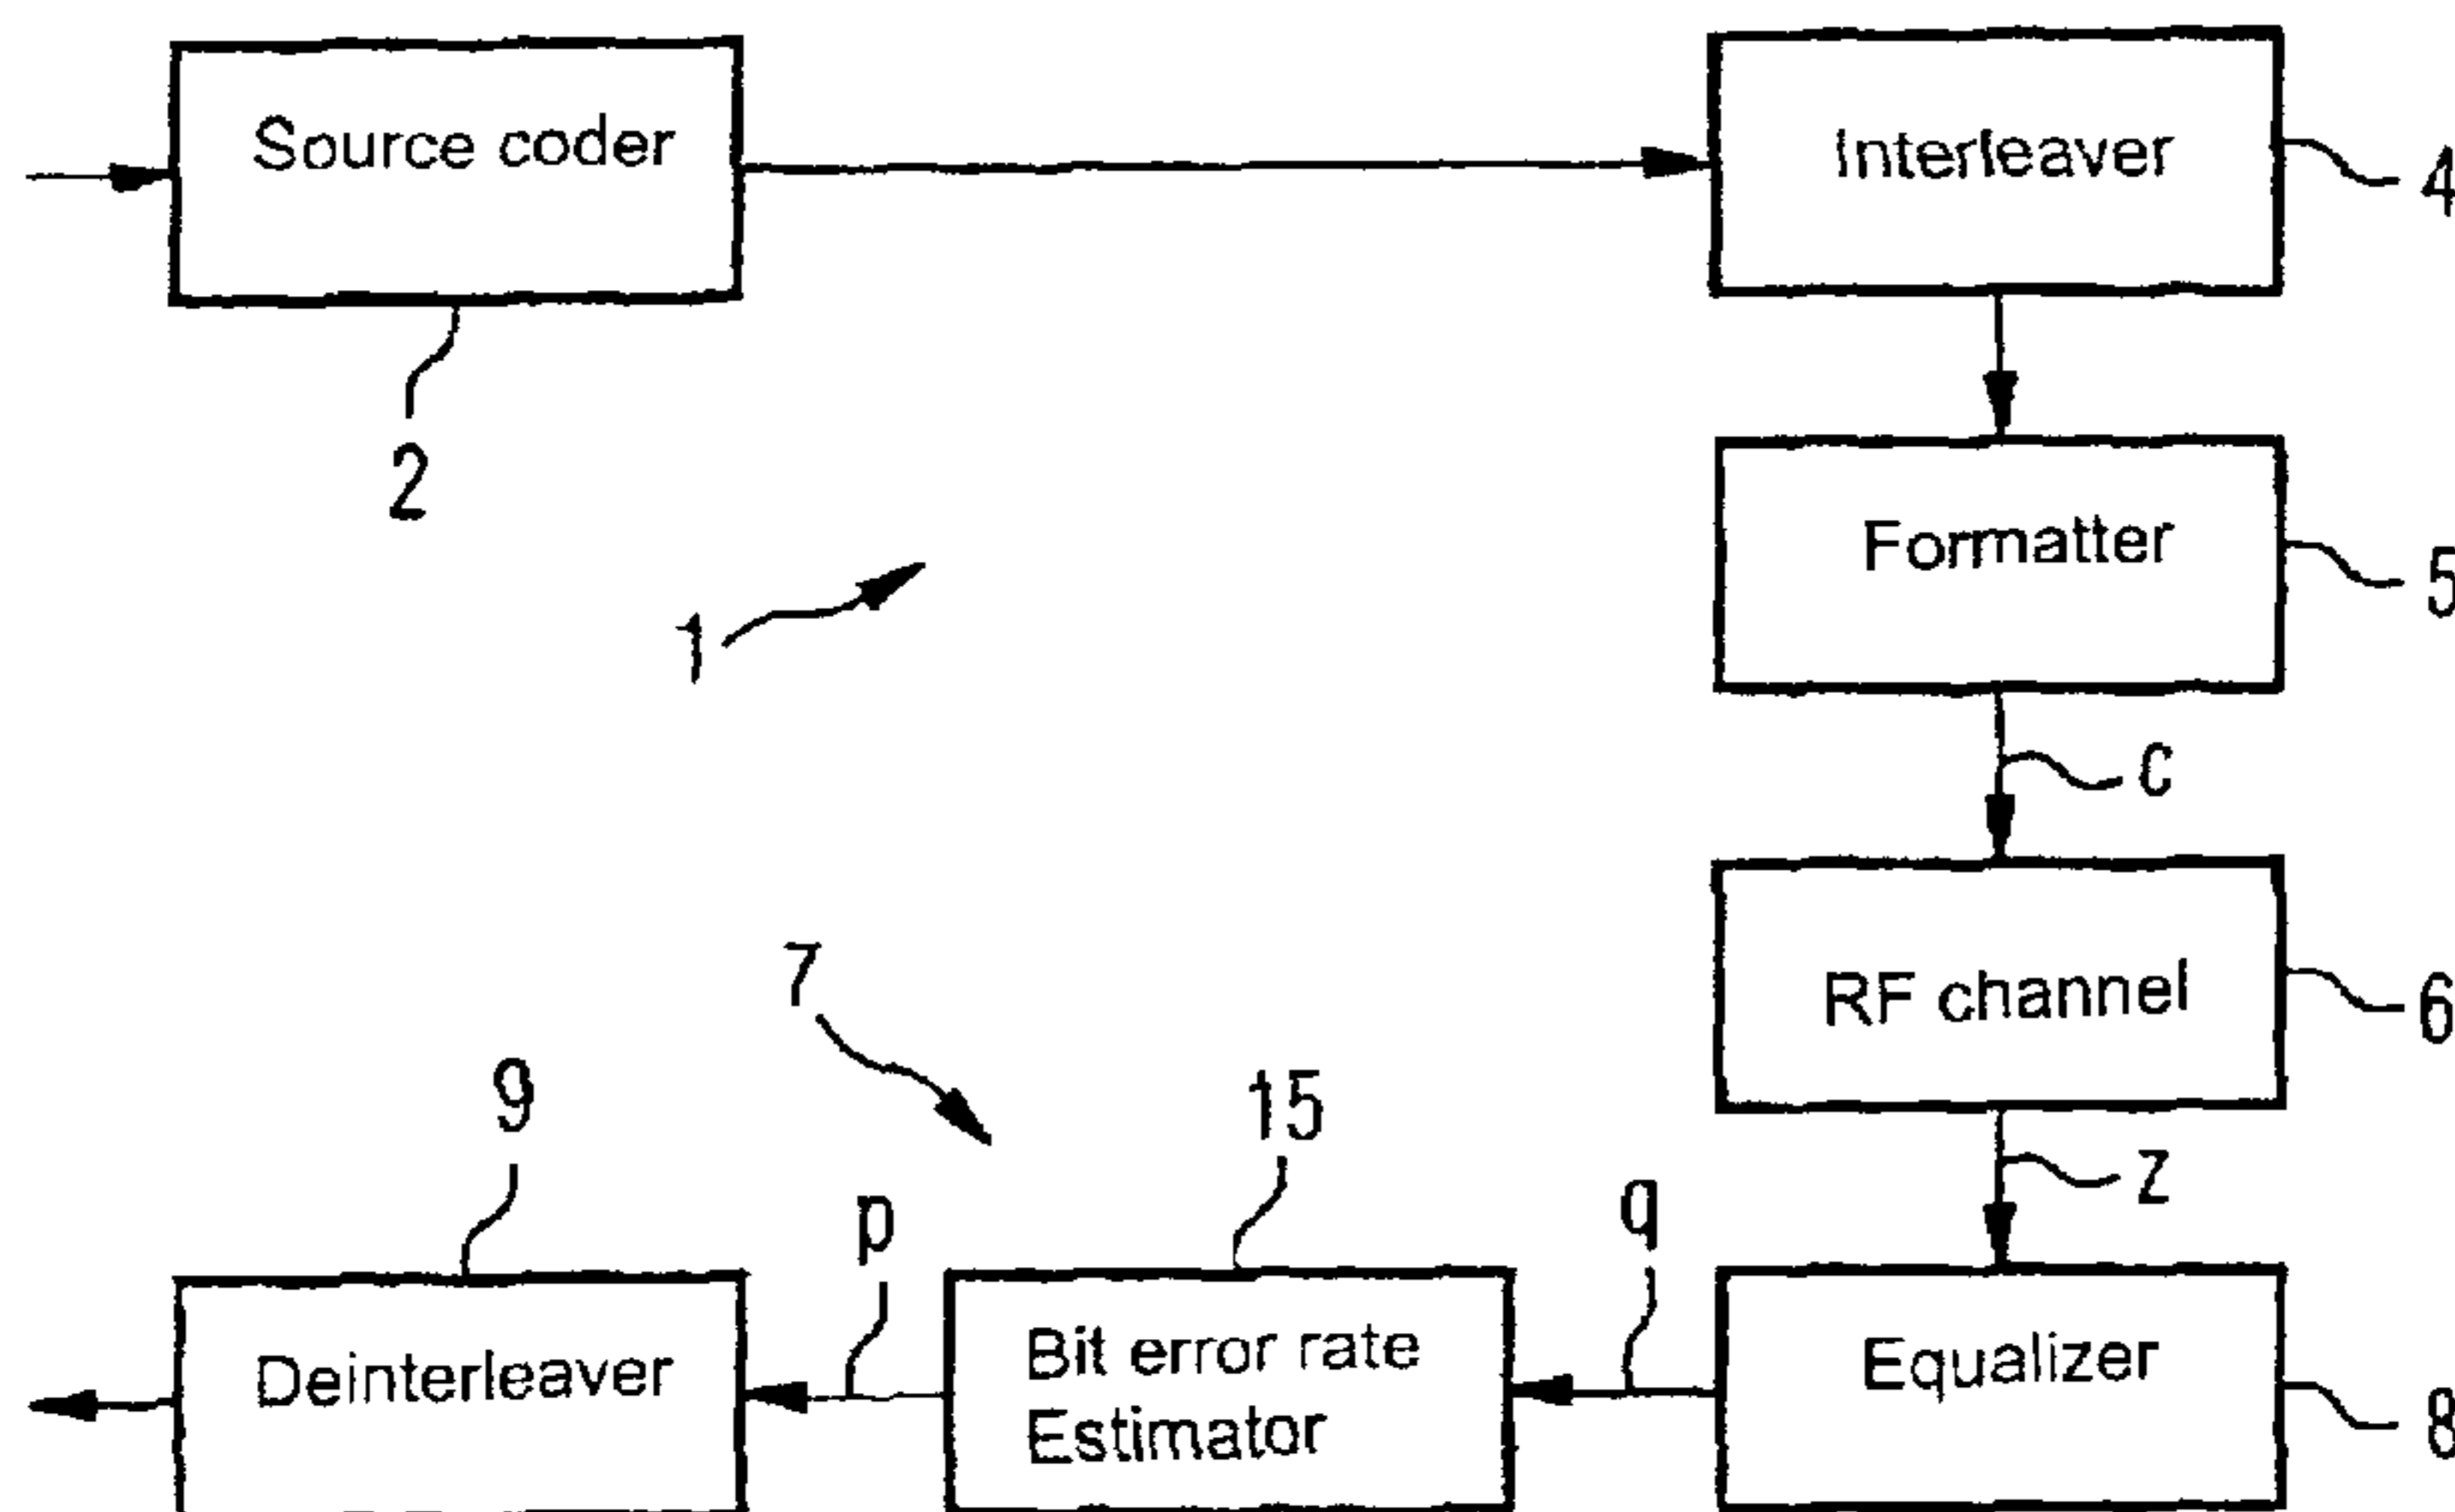 Source coder
Interleaver
4
2
Formatter
5
1
C
RF channel
6
7
9
15
Z
p
q
Deinterleaver
Bit error rate
Estimator
Equalizer
8